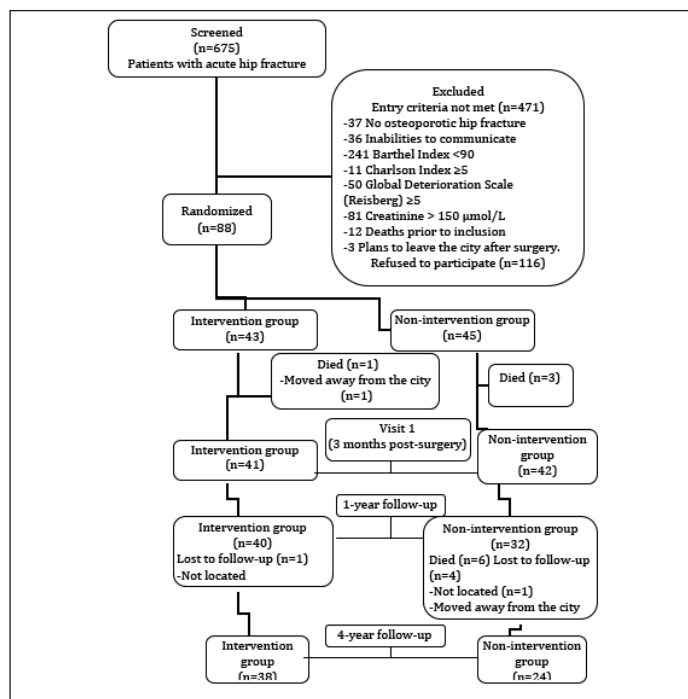 Screened
(n=675)
Patients with acute hip fracture
Excluded
Entry criteria not met (n=471)
-37 No osteoporotic hip fracture
-36 Inabilities to communicate
-241 Barthel Index <90
-11 Charlson Index ≥5
-50 Global Deterioration Scale
(Reisberg) ≥5
-81 Creatinine > 150 µmol/L
-12 Deaths prior to inclusion
-3 Plans to leave the city after surgery.
Refused to participate (n=116)
Randomized
(n=88)
Intervention group
(n=43)
Non-intervention group
(n=45)
Died (n=1)
-Moved away from the city
(n=1)
Died (n=3)
Visit 1
(3 months post-surgery)
Intervention group
(n=41)
Non-intervention
group
(n=42)
1-year follow-up
Intervention group
(n=40)
Lost to follow-up (n=1)
-Not located
Non-intervention group
(n=32)
Died (n=6) Lost to follow-up
(n=4)
-Not located (n=1)
-Moved away from the city
4-year follow-up
Intervention
group
(n=38)
Non-intervention
group
(n=24)